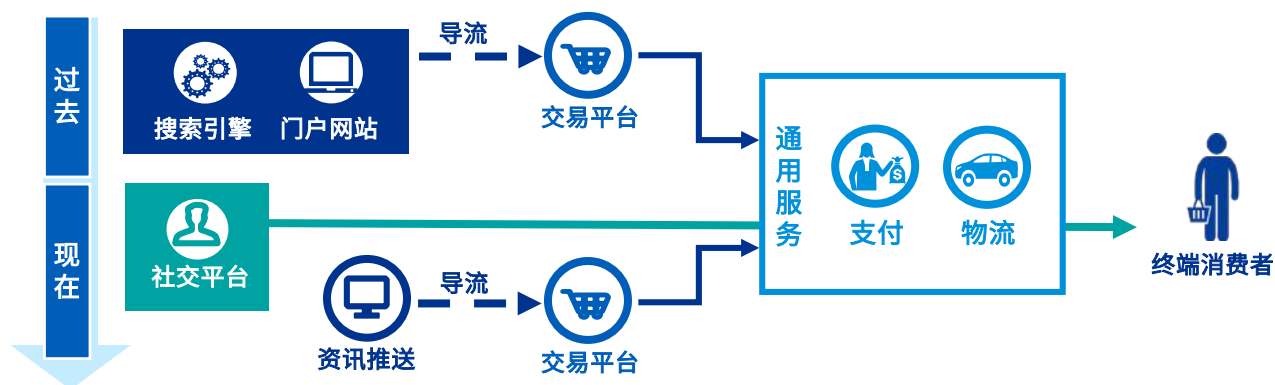 过去
搜索引擎
门户网站
导流
交易平台
现在
社交平台
资讯推送
导流
交易平台
通用服务
支付
物流
终端消费者